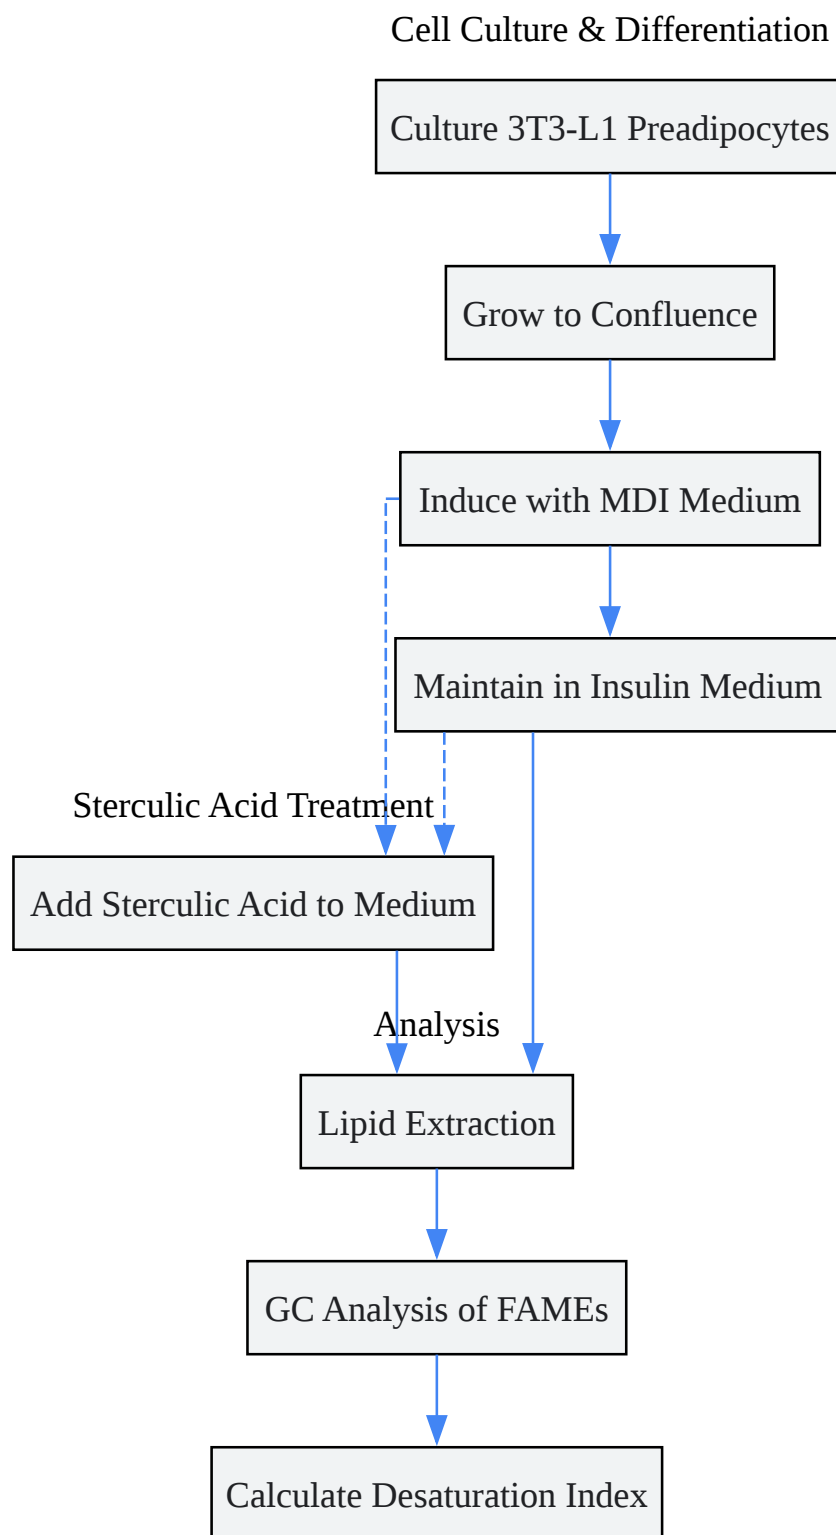 Cell Culture & Differentiation
Culture 3T3-L1 Preadipocytes
Grow to Confluence
Induce with MDI Medium
Maintain in Insulin Medium
Sterculic Acid Treatment
Add Sterculic Acid to Medium
Analysis
Lipid Extraction
GC Analysis of FAMEs
Calculate Desaturation Index